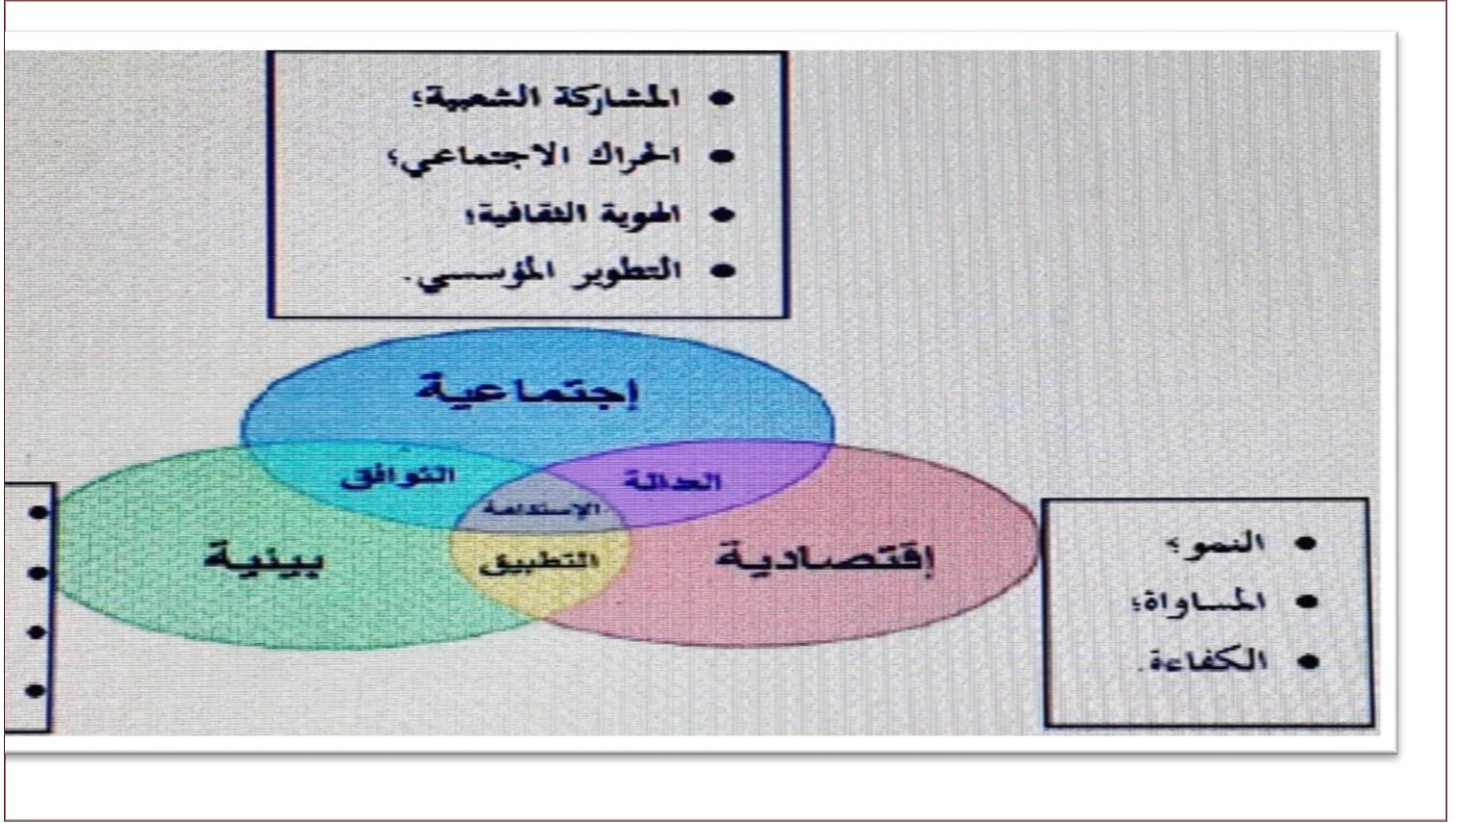 • المشاركة الشعبية؛
• الحراك الاجتماعي؛
• الهوية الثقافية؛
• التطوير المؤسسي.
إجتماعية
العدالة
التوافق
الإستدامة
إقتصادية
التطبيق
بيئية
• النمو؛
• المساواة؛
• الكفاءة.